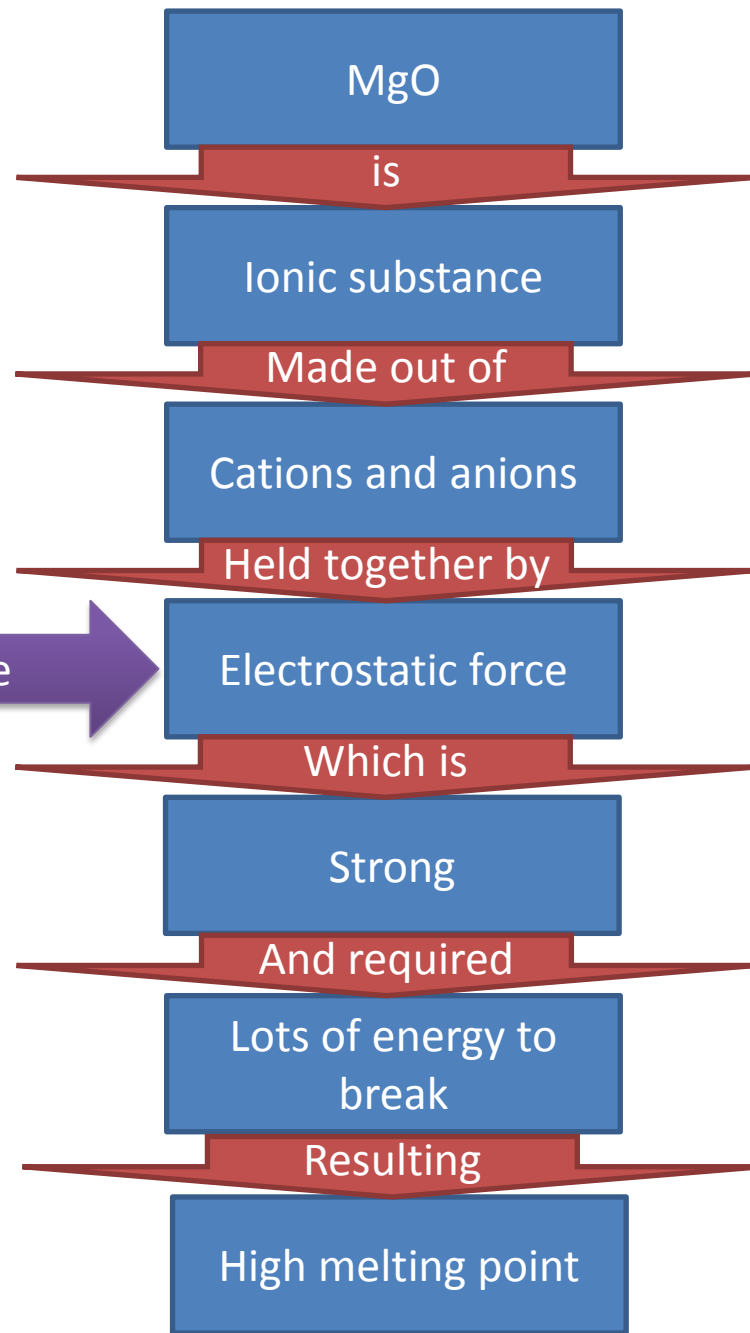 MgO
is
Ionic substance
Made out of
Cations and anions
Held together by
e
Electrostatic force
Which is
Strong
And required
Lots of energy to
break
Resulting
High melting point